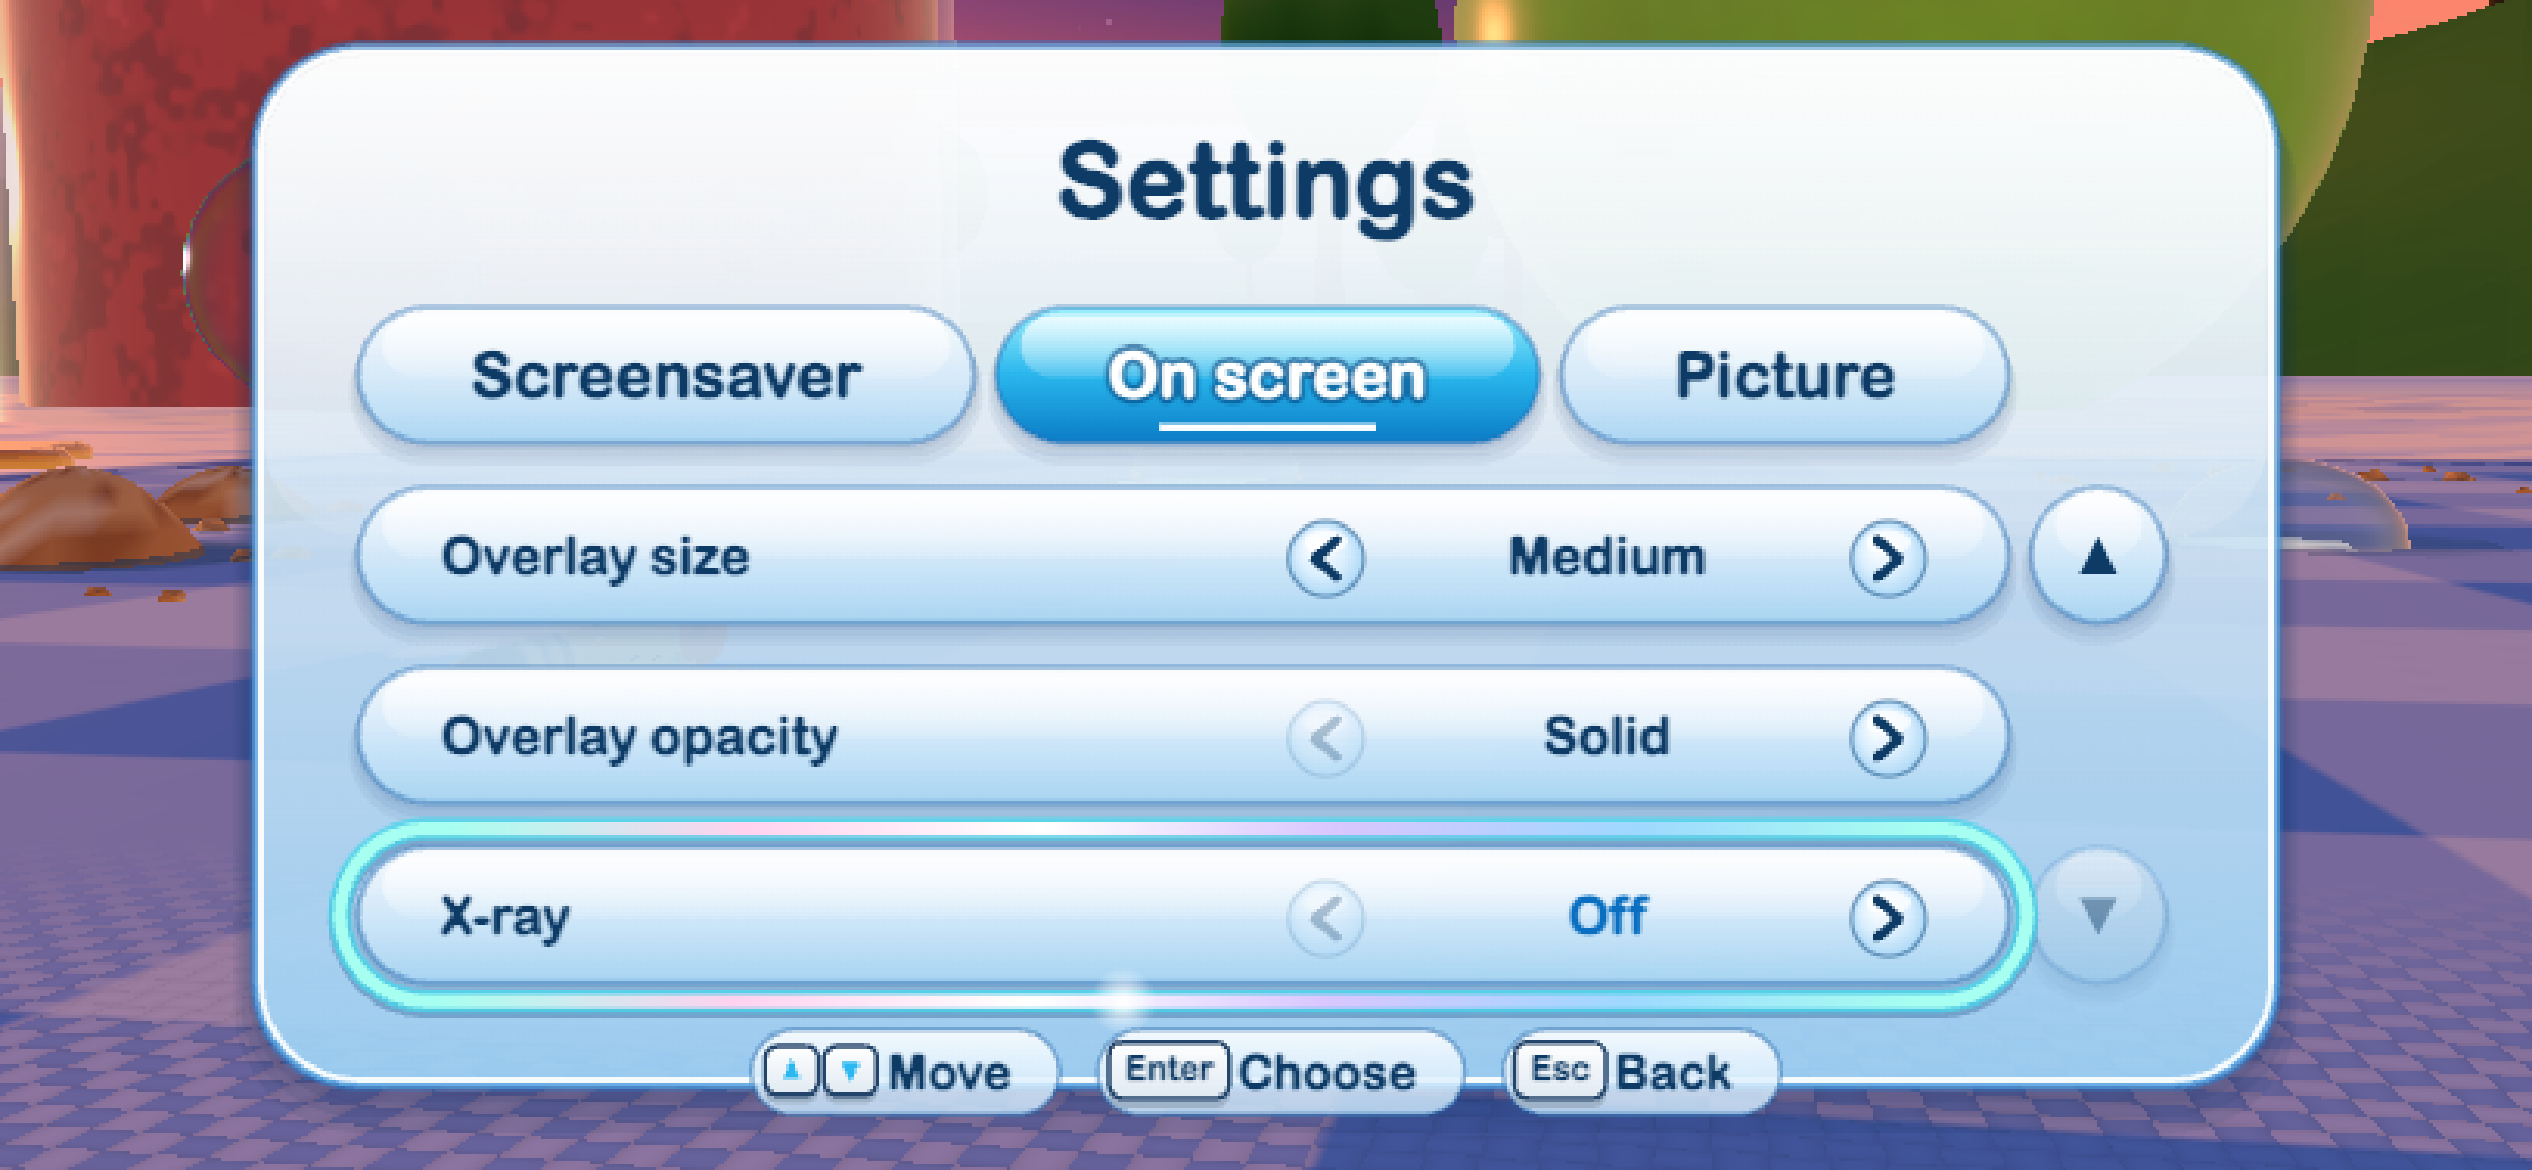 Settings
Screensaver On screen Picture
Overlay size < Medium > ▲
Overlay opacity < Solid >
X-ray < Off > ▼
▲ ▼ Move Enter Choose Esc Back